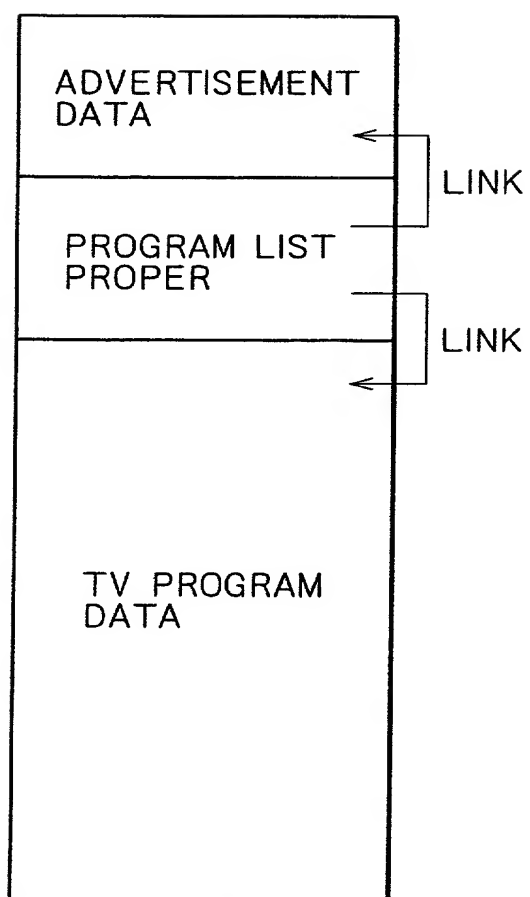 ADVERTISEMENT
DATA
LINK
PROGRAM LIST
PROPER
LINK
TV PROGRAM
DATA